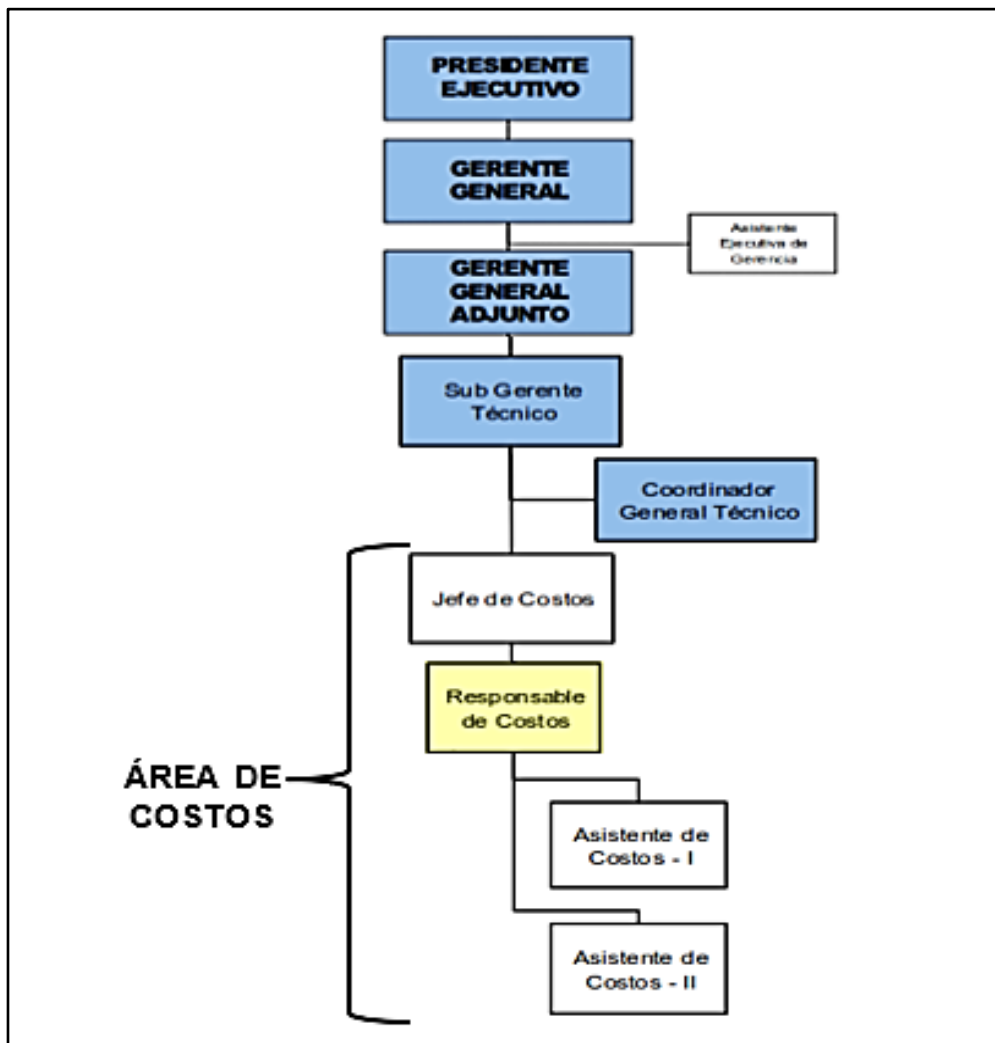 PRESIDENTE
EJECUTIVO
GERENTE
GENERAL
Asistente
Ejecutiva de
Gerencia
GERENTE
GENERAL
ADJUNTO
Sub Gerente
Técnico
Coordinador
General Técnico
Jefe de Costos
Responsable
de Costos
ÁREA DE
COSTOS
Asistente de
Costos - I
Asistente de
Costos - II